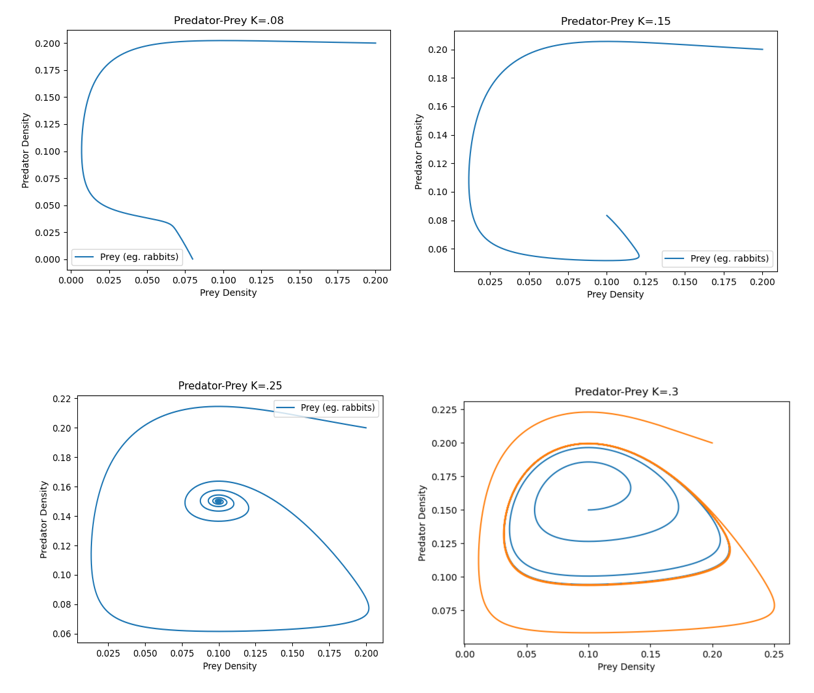 Predator-Prey K=.08
0.200
0.175
0.150
0.125
0.100
0.075
0.050
0.025
0.000
Predator Density
Prey (eg. rabbits)
0.000 0.025 0.050 0.075 0.100 0.125 0.150 0.175 0.200
Prey Density
Predator-Prey K=.15
0.20
0.18
0.16
0.14
0.12
0.10
0.08
0.06
Predator Density
Prey (eg. rabbits)
0.025 0.050 0.075 0.100 0.125 0.150 0.175 0.200
Prey Density
Predator-Prey K=.25
0.22
0.20
0.18
0.16
0.14
0.12
0.10
0.08
0.06
Predator Density
Prey (eg. rabbits)
0.025 0.050 0.075 0.100 0.125 0.150 0.175 0.200
Prey Density
Predator-Prey K=.3
0.225
0.200
0.175
0.150
0.125
0.100
0.075
Predator Density
0.00 0.05 0.10 0.15 0.20 0.25
Prey Density